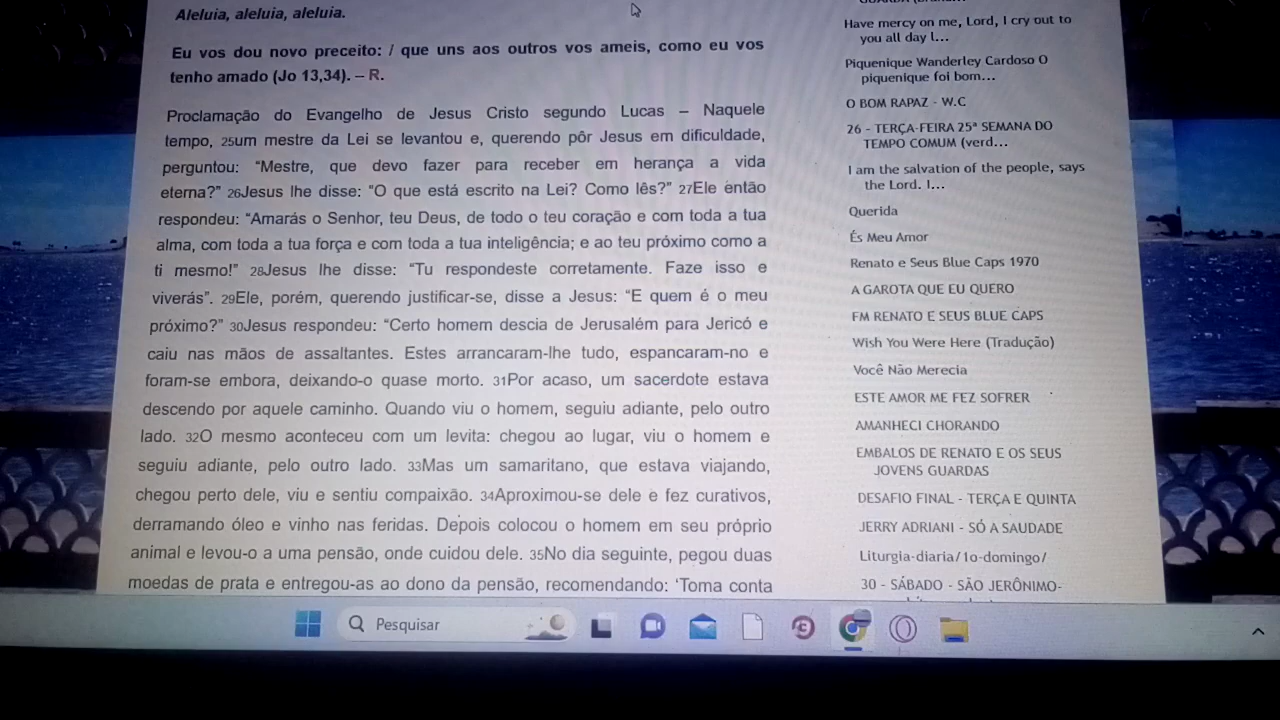 Aleluia, aleluia, aleluia.
Eu vos dou novo preceito: / que uns aos outros vos ameis, como eu vos
tenho amado (Jo 13,34). – R.
Proclamação do Evangelho de Jesus Cristo segundo Lucas – Naquele
tempo, 25um mestre da Lei se levantou e, querendo pôr Jesus em dificuldade,
perguntou: “Mestre, que devo fazer para receber em herança a vida
eterna?” 26Jesus lhe disse: “O que está escrito na Lei? Como lês?” 27Ele então
respondeu: “Amarás o Senhor, teu Deus, de todo o teu coração e com toda a tua
alma, com toda a tua força e com toda a tua inteligência; e ao teu próximo como a
ti mesmo!” 28Jesus lhe disse: “Tu respondeste corretamente. Faze isso e
viverás”. 29Ele, porém, querendo justificar-se, disse a Jesus: “E quem é o meu
próximo?” 30Jesus respondeu: “Certo homem descia de Jerusalém para Jericó e
caiu nas mãos de assaltantes. Estes arrancaram-lhe tudo, espancaram-no e
foram-se embora, deixando-o quase morto. 31Por acaso, um sacerdote estava
descendo por aquele caminho. Quando viu o homem, seguiu adiante, pelo outro
lado. 32O mesmo aconteceu com um levita: chegou ao lugar, viu o homem e
seguiu adiante, pelo outro lado. 33Mas um samaritano, que estava viajando,
chegou perto dele, viu e sentiu compaixão. 34Aproximou-se dele e fez curativos,
derramando óleo e vinho nas feridas. Depois colocou o homem em seu próprio
animal e levou-o a uma pensão, onde cuidou dele. 35No dia seguinte, pegou duas
moedas de prata e entregou-as ao dono da pensão, recomendando: ‘Toma conta
Have mercy on me, Lord, I cry out to
you all day l...
Piquenique Wanderley Cardoso O
piquenique foi bom...
O BOM RAPAZ - W.C
26 - TERÇA-FEIRA 25ª SEMANA DO
TEMPO COMUM (verd...
I am the salvation of the people, says
the Lord. I...
Querida
És Meu Amor
Renato e Seus Blue Caps 1970
A GAROTA QUE EU QUERO
FM RENATO E SEUS BLUE CAPS
Wish You Were Here (Tradução)
Você Não Merecia
ESTE AMOR ME FEZ SOFRER
AMANHECI CHORANDO
EMBALOS DE RENATO E OS SEUS
JOVENS GUARDAS
DESAFIO FINAL - TERÇA E QUINTA
JERRY ADRIANI - SÓ A SAUDADE
Liturgia-diaria/1o-domingo/
30 - SÁBADO - SÃO JERÔNIMO-
Pesquisar